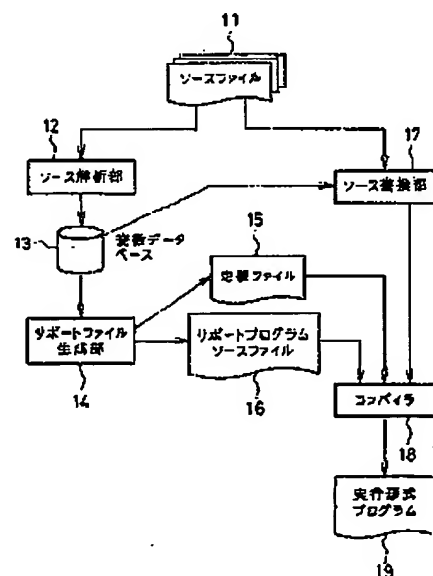 11
ソースファイル
12
ソース解析部
17
ソース変換部
13
変数データ
ベース
15
定義ファイル
リポートファイル
生成部
14
リポートプログラム
ソースファイル
16
コンパイラ
18
実行形式
プログラム
19